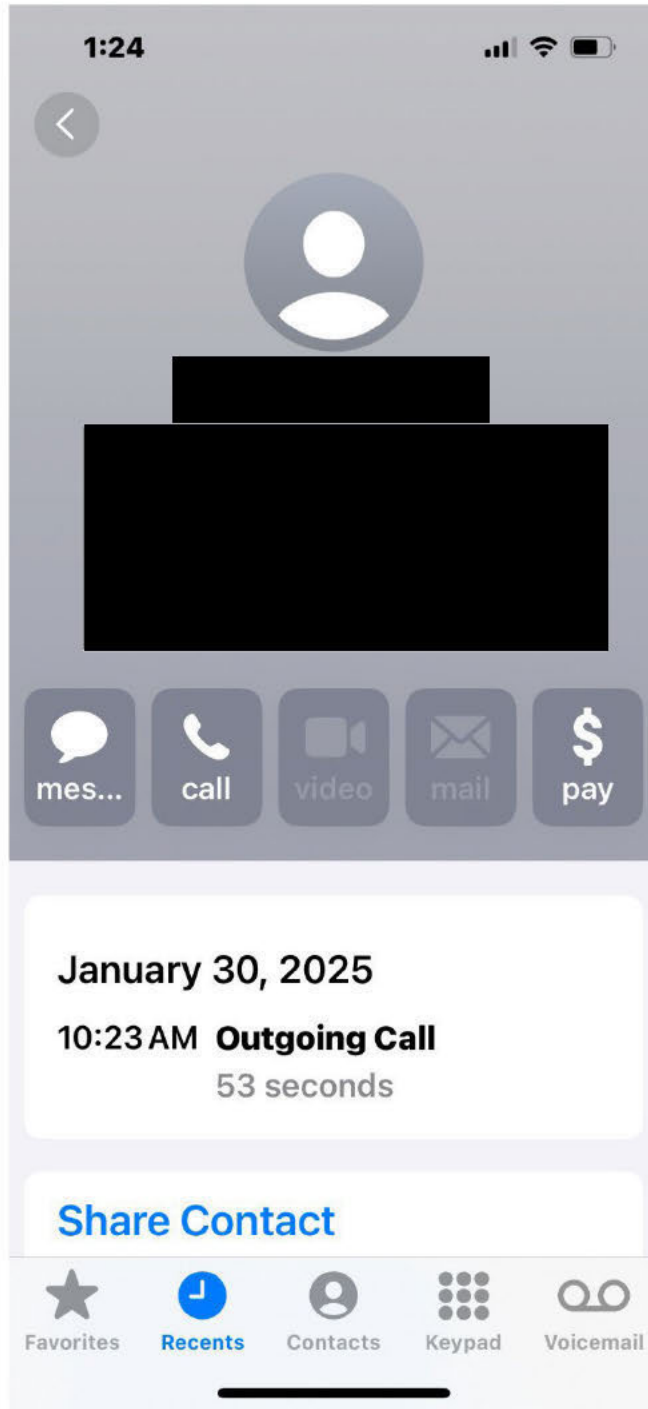 1:24
mes... call video mail pay
January 30, 2025
10:23 AM Outgoing Call
53 seconds
Share Contact
Favorites Recents Contacts Keypad Voicemail